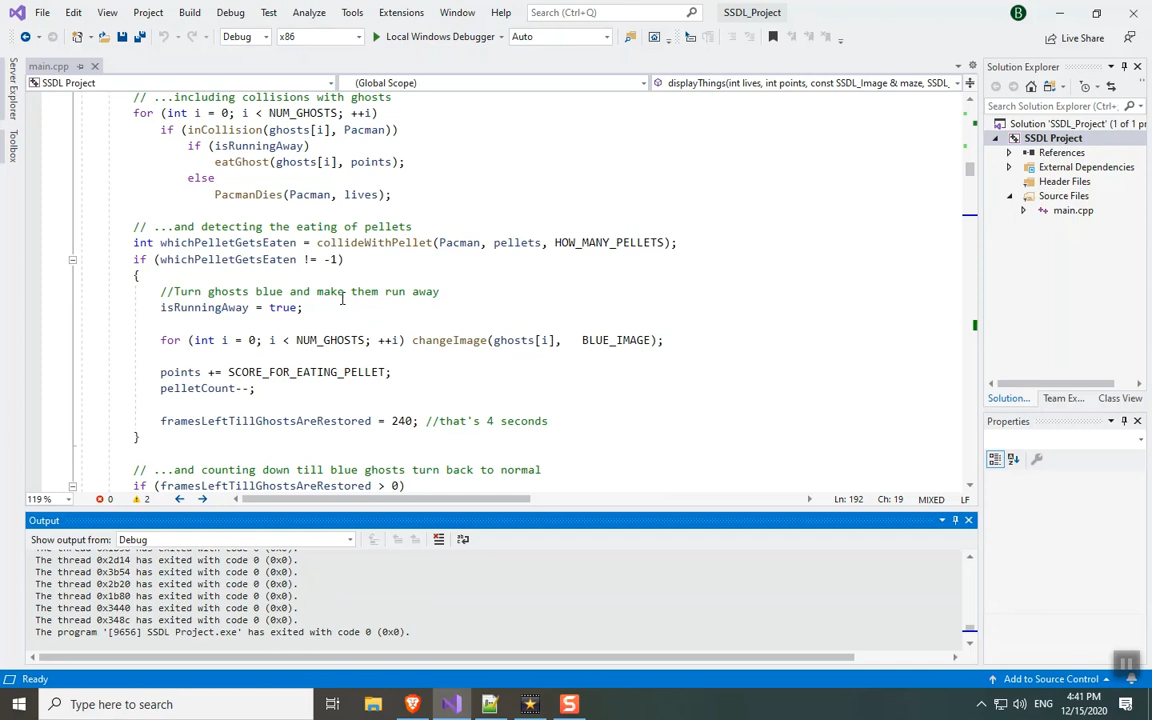 File Edit View Project Build Debug Test Analyze Tools Extensions Window Help Search (Ctrl+Q) SSDL_Project B
Debug x86 Local Windows Debugger Auto Live Share
main.cpp
SSDL Project (Global Scope) displayThings(int lives, int points, const SSDL_Image & maze, SSDL_
Server Explorer
Toolbox
// ...including collisions with ghosts
for (int i = 0; i < NUM_GHOSTS; ++i)
if (inCollision(ghosts[i], Pacman))
if (isRunningAway)
eatGhost(ghosts[i], points);
else
PacmanDies(Pacman, lives);
// ...and detecting the eating of pellets
int whichPelletGetsEaten = collideWithPellet(Pacman, pellets, HOW_MANY_PELLETS);
if (whichPelletGetsEaten != -1)
{
//Turn ghosts blue and make them run away
isRunningAway = true;
for (int i = 0; i < NUM_GHOSTS; ++i) changeImage(ghosts[i], BLUE_IMAGE);
points += SCORE_FOR_EATING_PELLET;
pelletCount--;
framesLeftTillGhostsAreRestored = 240; //that's 4 seconds
}
// ...and counting down till blue ghosts turn back to normal
if (framesLeftTillGhostsAreRestored > 0)
119 % 0 2 Ln: 192 Ch: 19 MIXED LF
Solution Explorer
Search Solution Explorer (Ctrl+
Solution 'SSDL_Project' (1 of 1 pr
SSDL Project
References
External Dependencies
Header Files
Source Files
main.cpp
Solution... Team Ex... Class View
Properties
Output
Show output from: Debug
The thread 0x2d14 has exited with code 0 (0x0).
The thread 0x3b54 has exited with code 0 (0x0).
The thread 0x2b20 has exited with code 0 (0x0).
The thread 0x1b80 has exited with code 0 (0x0).
The thread 0x3440 has exited with code 0 (0x0).
The thread 0x348c has exited with code 0 (0x0).
The program '[9656] SSDL Project.exe' has exited with code 0 (0x0).
Ready Add to Source Control
Type here to search ENG 4:41 PM
12/15/2020